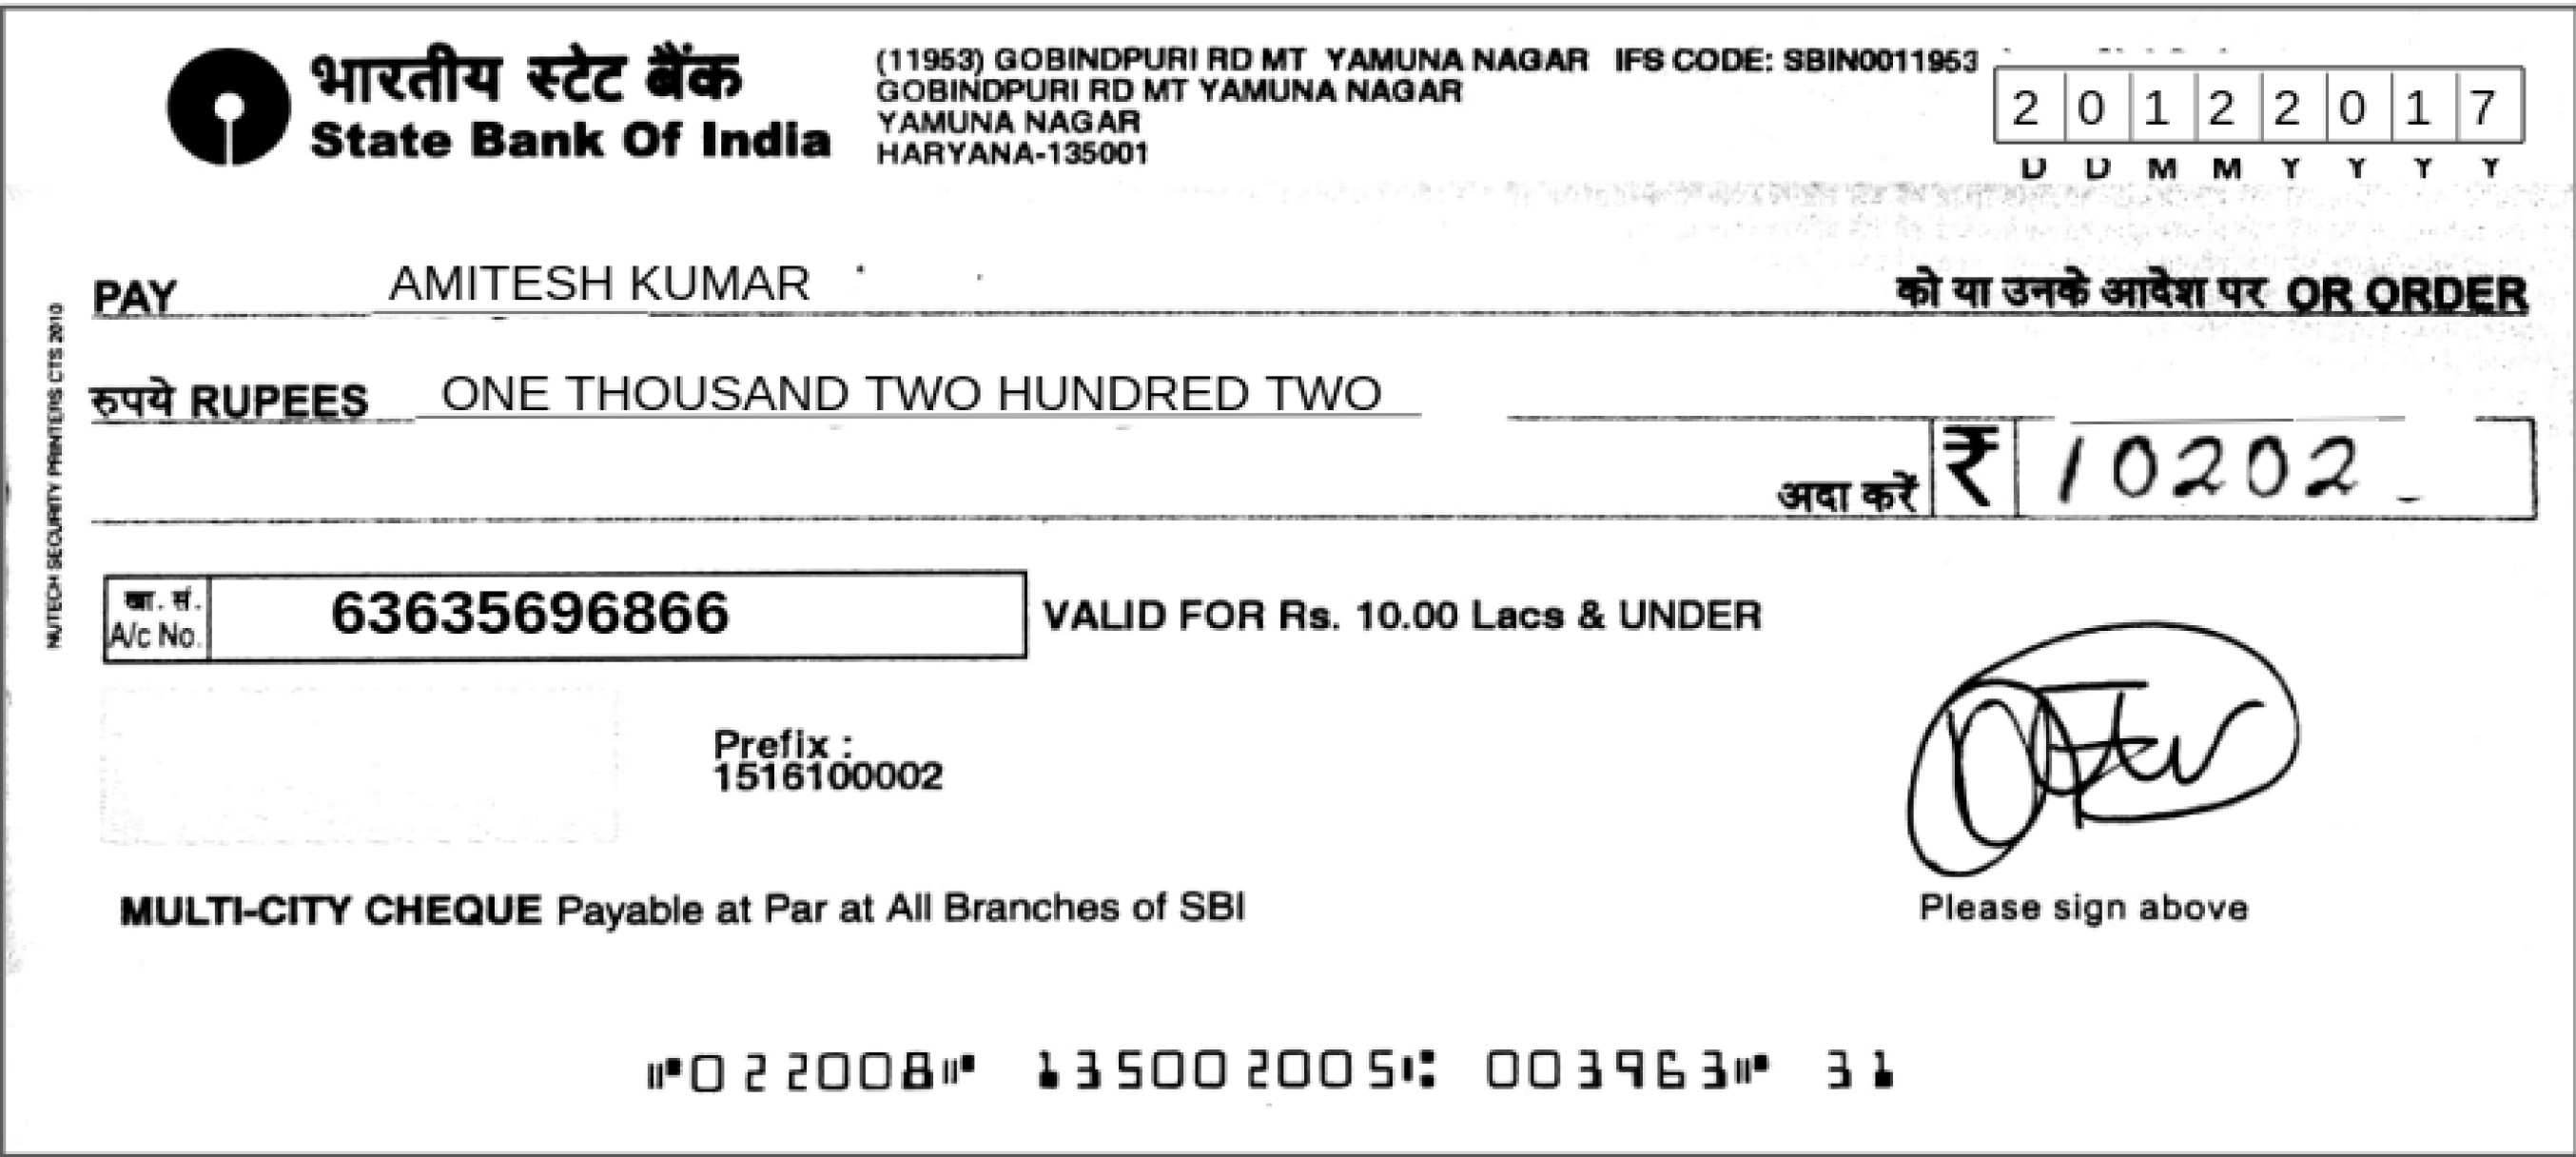 भारतीय स्टेट बैंक
State Bank Of India
(11953) GOBINDPURI RD MT YAMUNA NAGAR IFS CODE: SBIN0011953
GOBINDPURI RD MT YAMUNA NAGAR
YAMUNA NAGAR
HARYANA-135001
2 0 1 2 2 0 1 7
D D M M Y Y Y Y
PAY AMITESH KUMAR को या उनके आदेश पर OR ORDER
रुपये RUPEES ONE THOUSAND TWO HUNDRED TWO
अदा करें ₹ 10202
NUTECH SECURITY PRINTERS CTS 2010
खा. सं.
A/c No. 63635696866 VALID FOR Rs. 10.00 Lacs & UNDER
Prefix :
1516100002
MULTI-CITY CHEQUE Payable at Par at All Branches of SBI
Please sign above
⑈022008⑈ 135002005⑆ 003963⑈ 31